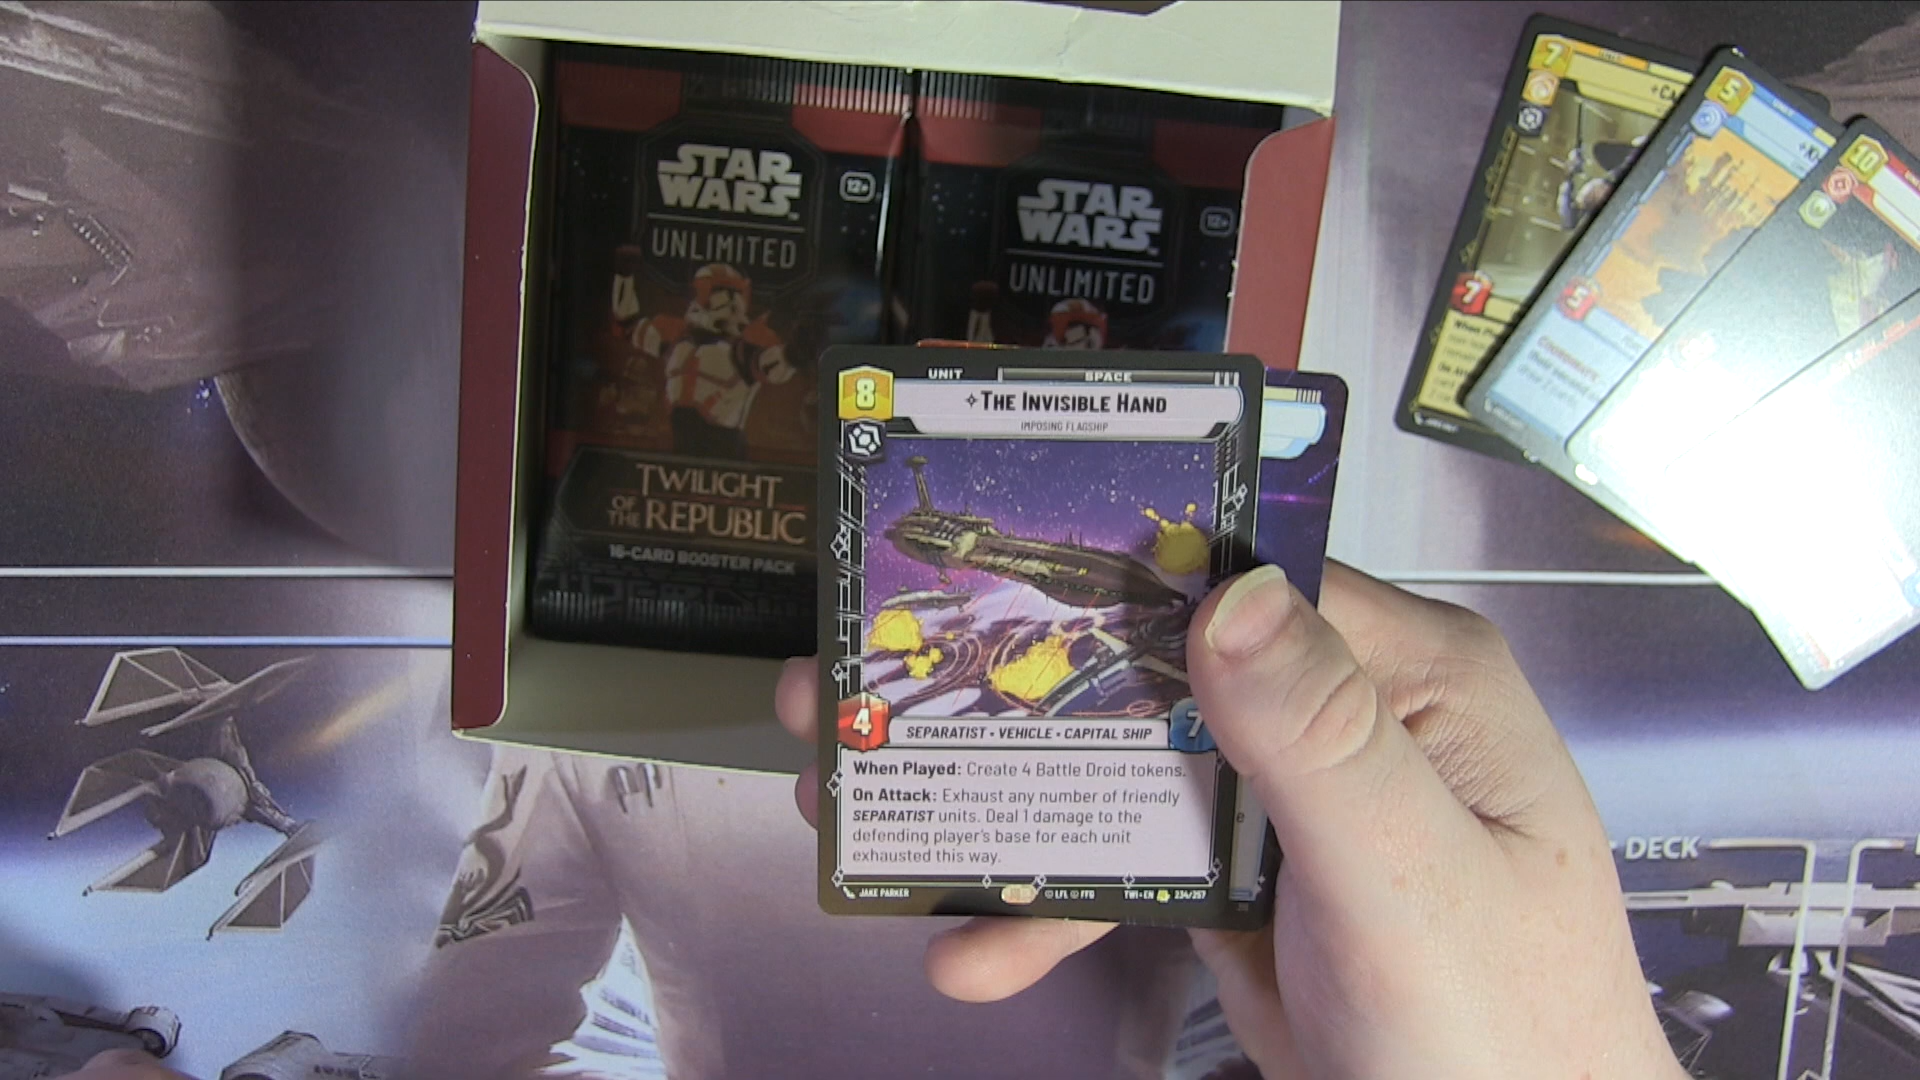 STAR
WARS
UNLIMITED
12+
TWILIGHT
OF
THE REPUBLIC
16-CARD BOOSTER PACK
STAR
WARS
UNLIMITED
12+
UNIT
SPACE
8
THE INVISIBLE HAND
IMPOSING FLAGSHIP
4
7
SEPARATIST • VEHICLE • CAPITAL SHIP
When Played: Create 4 Battle Droid tokens.
On Attack: Exhaust any number of friendly
SEPARATIST units. Deal 1 damage to the
defending player's base for each unit
exhausted this way.
JAKE PARKER
© LFL © FFG
TWI • EN
234/257
7
7
5
5
10
DECK